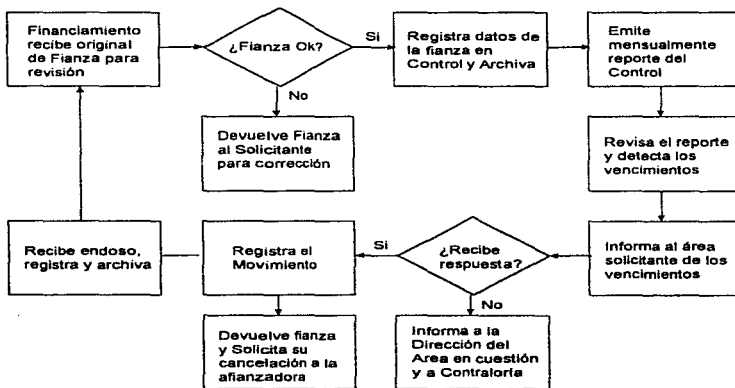 Financiamiento
recibe original
de Fianza para
revisión
¿Fianza Ok?
Si
Registra datos de
la fianza en
Control y Archiva
Emite
mensualmente
reporte del
Control
No
Devuelve Fianza
al Solicitante
para corrección
Revisa el reporte
y detecta los
vencimientos
Recibe endoso,
registra y archiva
Registra el
Movimiento
Si
¿Recibe
respuesta?
Informa al área
solicitante de los
vencimientos
No
Devuelve fianza
y Solicita su
cancelación a la
afianzadora
Informa a la
Dirección del
Area en cuestión
y a Contraloría